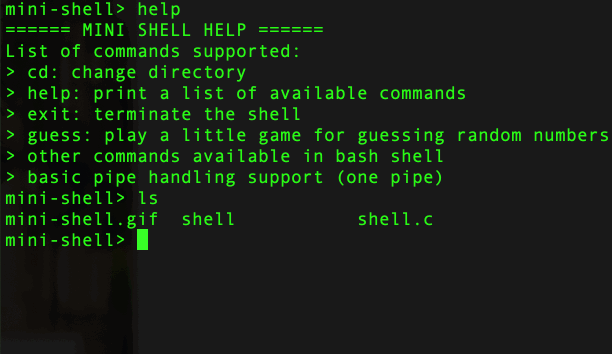 mini-shell> help
====== MINI SHELL HELP ======
List of commands supported:
> cd: change directory
> help: print a list of available commands
> exit: terminate the shell
> guess: play a little game for guessing random numbers
> other commands available in bash shell
> basic pipe handling support (one pipe)
mini-shell> ls
mini-shell.gif  shell           shell.c
mini-shell>